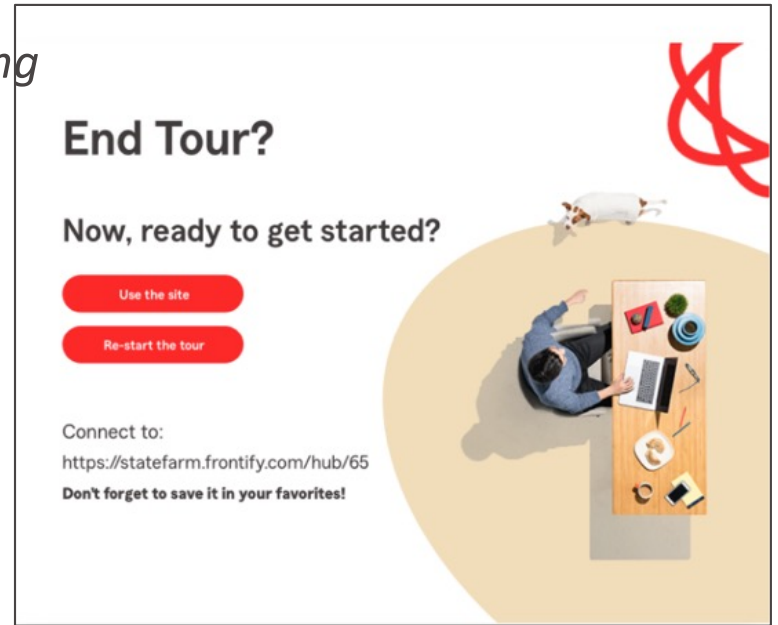 ng
End Tour?
Now, ready to get started?
Use the site
Re-start the tour
Connect to:
https://statefarm.frontify.com/hub/65
Don't forget to save it in your favorites!